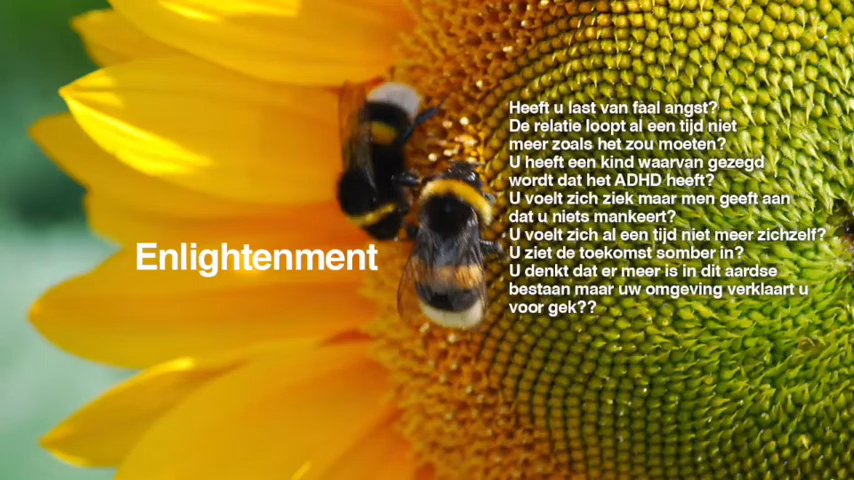 Enlightenment
Heeft u last van faal angst?
De relatie loopt al een tijd niet
meer zoals het zou moeten?
U heeft een kind waarvan gezegd
wordt dat het ADHD heeft?
U voelt zich ziek maar men geeft aan
dat u niets mankeert?
U voelt zich al een tijd niet meer zichzelf?
U ziet de toekomst somber in?
U denkt dat er meer is in dit aardse
bestaan maar uw omgeving verklaart u
voor gek??